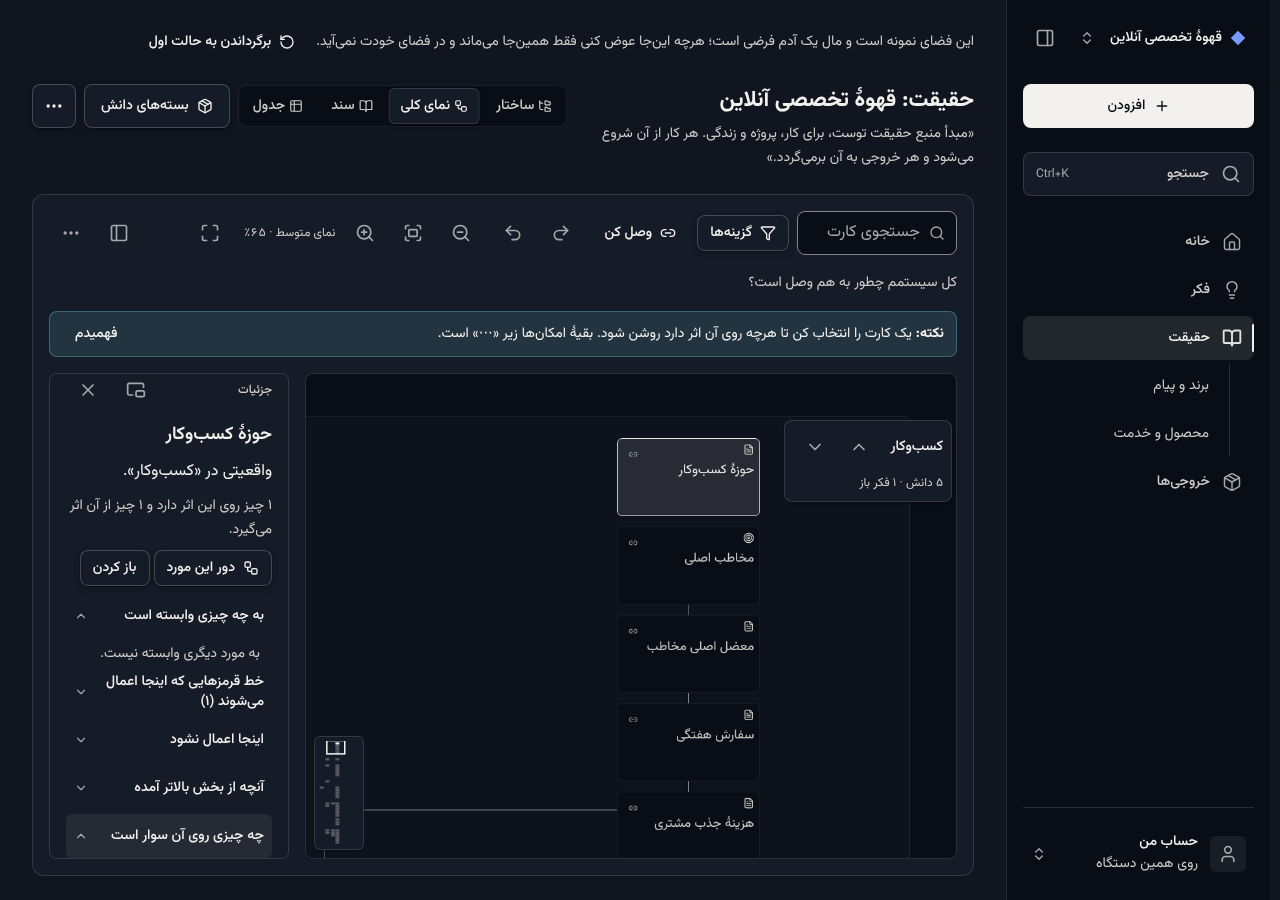 قهوهٔ تخصصی آنلاین
افزودن
جستجو
Ctrl+K
خانه
فکر
حقیقت
برند و پیام
محصول و خدمت
خروجی‌ها
حساب من
روی همین دستگاه
این فضای نمونه است و مال یک آدم فرضی است؛ هرچه این‌جا عوض کنی فقط همین‌جا می‌ماند و در فضای خودت نمی‌آید.
برگرداندن به حالت اول
حقیقت: قهوهٔ تخصصی آنلاین
«مبدأ منبع حقیقت توست، برای کار، پروژه و زندگی. هر کار از آن شروع
می‌شود و هر خروجی به آن برمی‌گردد.»
ساختار
نمای کلی
سند
جدول
بسته‌های دانش
جستجوی کارت
گزینه‌ها
وصل کن
نمای متوسط · ۶۵٪
کل سیستمم چطور به هم وصل است؟
نکته: یک کارت را انتخاب کن تا هرچه روی آن اثر دارد روشن شود. بقیهٔ امکان‌ها زیر «···» است.
فهمیدم
کسب‌وکار
۵ دانش · ۱ فکر باز
حوزهٔ کسب‌وکار
مخاطب اصلی
معضل اصلی مخاطب
سفارش هفتگی
هزینهٔ جذب مشتری
جزئیات
حوزهٔ کسب‌وکار
واقعیتی در «کسب‌وکار».
۱ چیز روی این اثر دارد و ۱ چیز از آن اثر
می‌گیرد.
دور این مورد
باز کردن
به چه چیزی وابسته است
به مورد دیگری وابسته نیست.
خط قرمزهایی که اینجا اعمال
می‌شوند (۱)
اینجا اعمال نشود
آنچه از بخش بالاتر آمده
چه چیزی روی آن سوار است